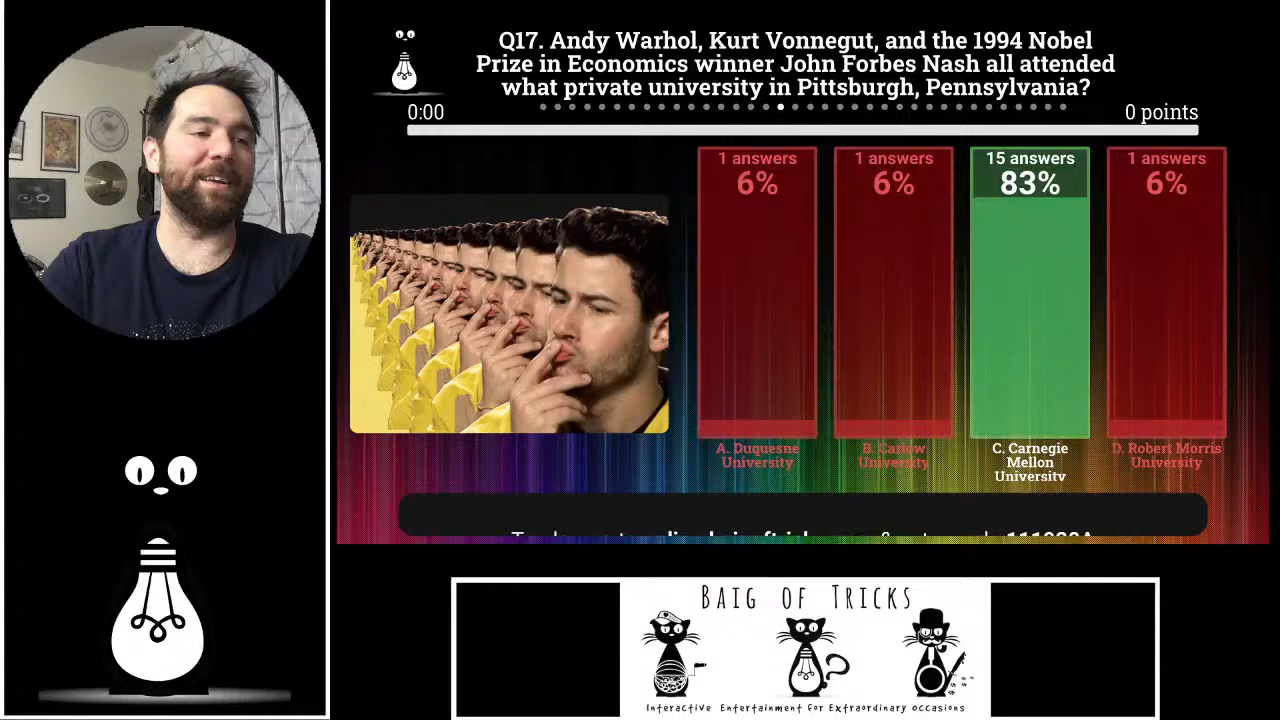 Q17. Andy Warhol, Kurt Vonnegut, and the 1994 Nobel
Prize in Economics winner John Forbes Nash all attended
what private university in Pittsburgh, Pennsylvania?
0:00
0 points
1 answers
6%
1 answers
6%
15 answers
83%
1 answers
6%
A. Duquesne
University
B. Carlow
University
C. Carnegie
Mellon
University
D. Robert Morris
University
BAIG OF TRICKS
Interactive Entertainment for Extraordinary Occasions